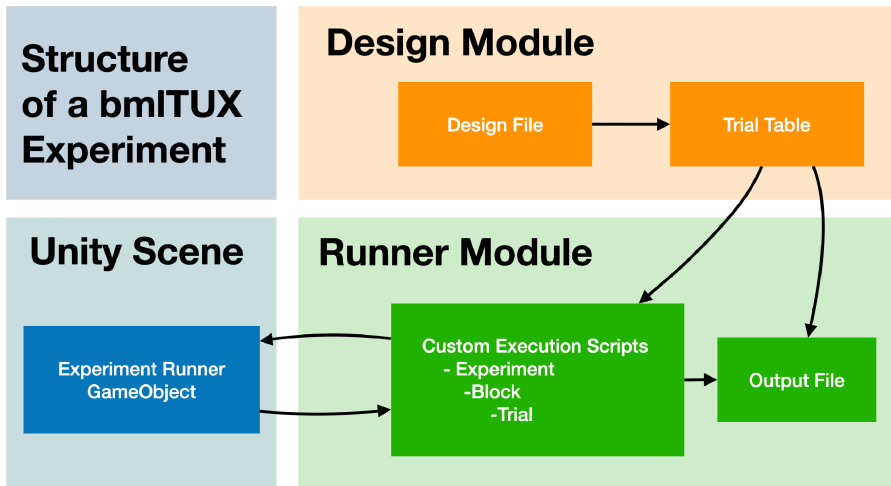 Structure
of a bmlTUX
Experiment
Design Module
Design File
Trial Table
Unity Scene
Experiment Runner
GameObject
Runner Module
Custom Execution Scripts
- Experiment
-Block
-Trial
Output File